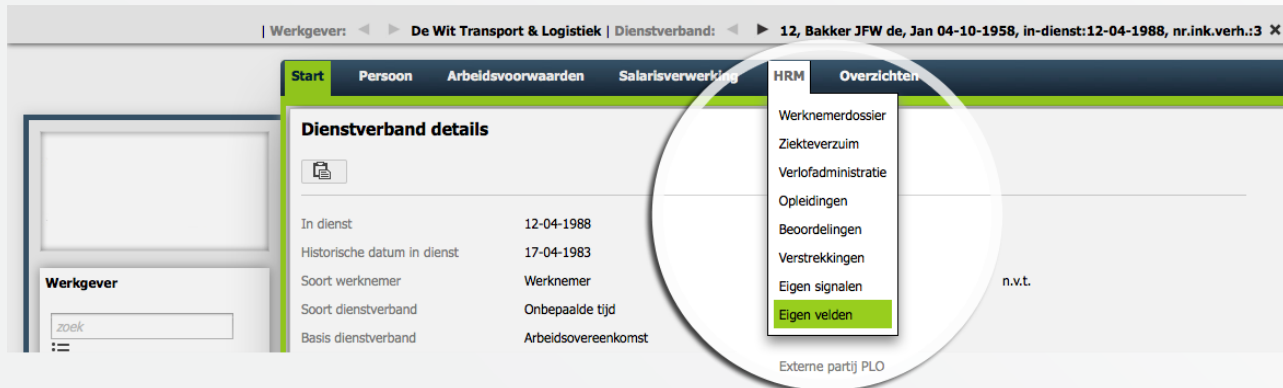 | Werkgever: De Wit Transport & Logistiek | Dienstverband: 12, Bakker JFW de, Jan 04-10-1958, in-dienst:12-04-1988, nr.ink.verh.:3
Start Persoon Arbeidsvoorwaarden Salarisverwerking HRM Overzichten
Werknemerdossier
Ziekteverzuim
Verlofadministratie
Opleidingen
Beoordelingen
Verstrekkingen
Eigen signalen
Eigen velden
Dienstverband details
In dienst 12-04-1988
Historische datum in dienst 17-04-1983
Soort werknemer Werknemer n.v.t.
Soort dienstverband Onbepaalde tijd
Basis dienstverband Arbeidsovereenkomst
Externe partij PLO
Werkgever
zoek